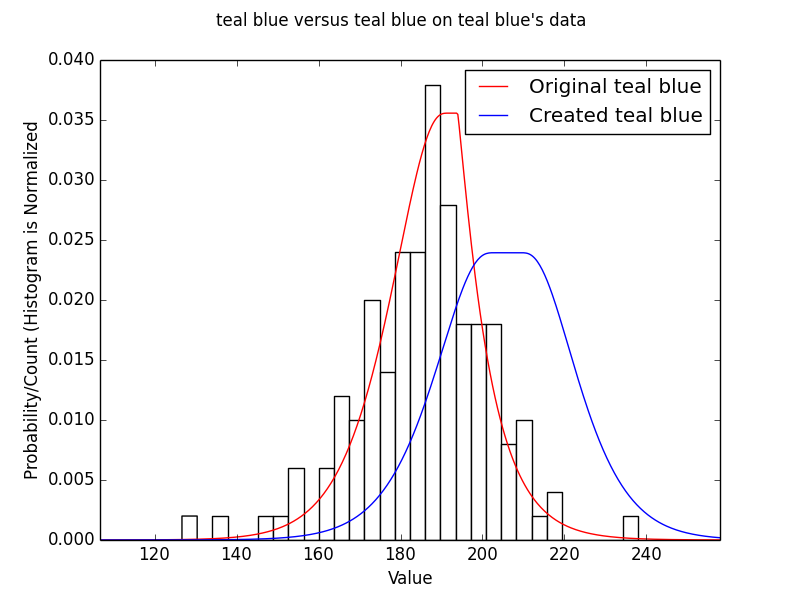 teal blue versus teal blue on teal blue's data
0.040
0.035
0.030
0.025
0.020
0.015
0.010
0.005
0.000
Probability/Count (Histogram is Normalized
Original teal blue
Created teal blue
120 140 160 180 200 220 240
Value